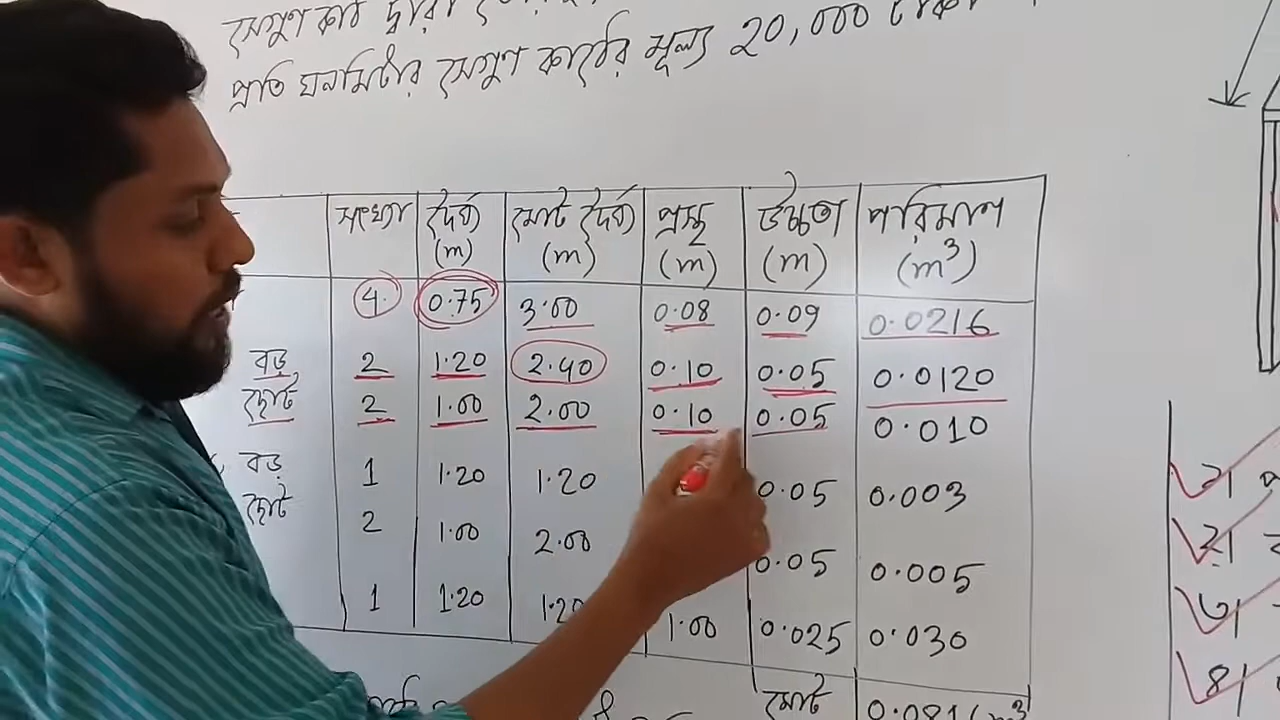 সেগুণ কাঠ দ্বারা
প্রতি ঘনমিটার সেগুণ কাঠের মূল্য 20,000 টাকা
সংখ্যা দৈর্ঘ্য (m) মোট দৈর্ঘ্য (m) প্রস্থ (m) উচ্চতা (m) পরিমাণ (m³)
4. 0.75 3.00 0.08 0.09 0.0216
বড় 2 1.20 2.40 0.10 0.05 0.0120
ছোট 2 1.00 2.00 0.10 0.05 0.010
বড় 1 1.20 1.20 0.05 0.003
ছোট 2 1.00 2.00 0.05 0.005
1 1.20 1.20 1.00 0.025 0.030
মোট 0.0816 m³
১।
২।
৩।
৪।